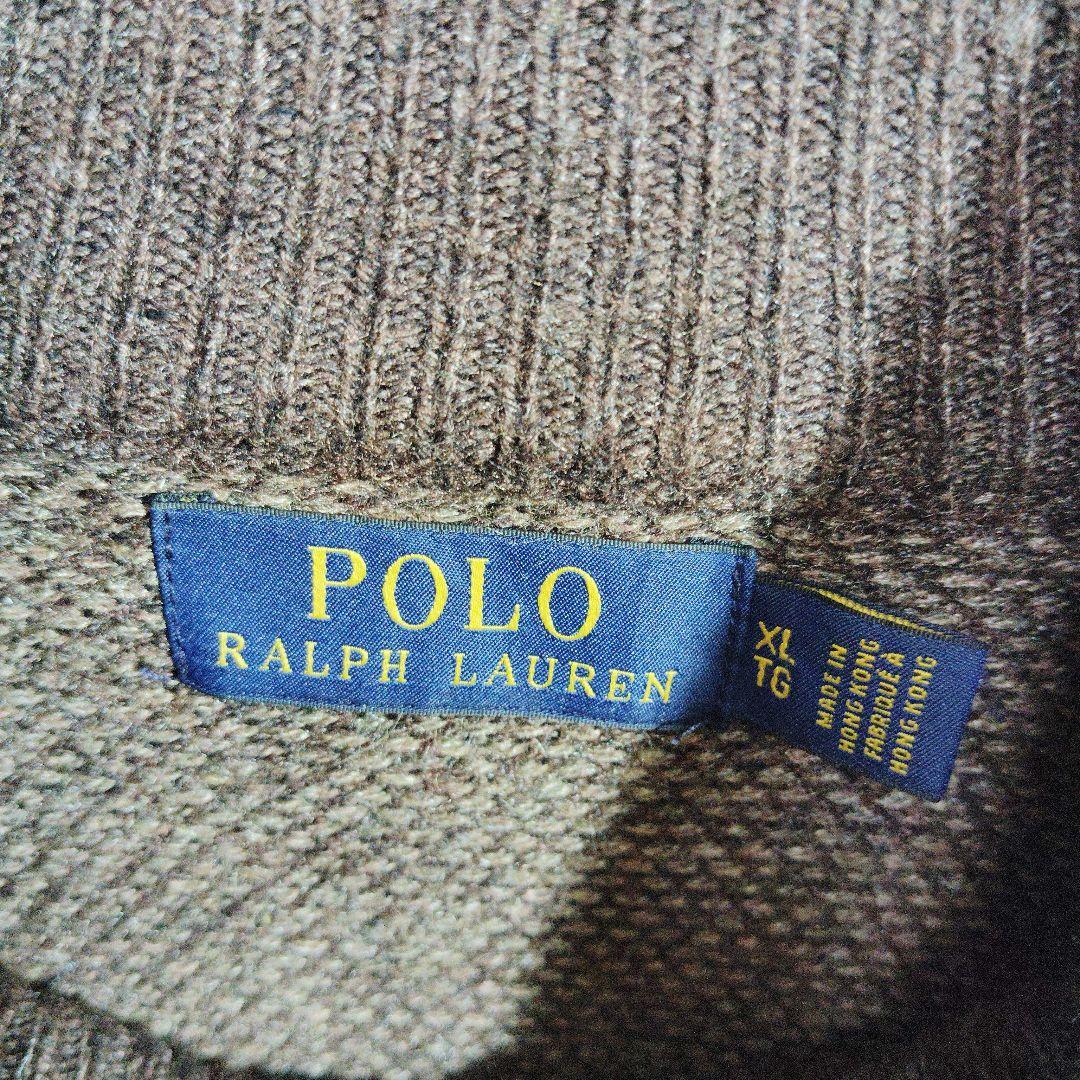 POLO
RALPH LAUREN
XL
TG
MADE IN
HONG KONG
FABRIQUÉ À
HONG KONG